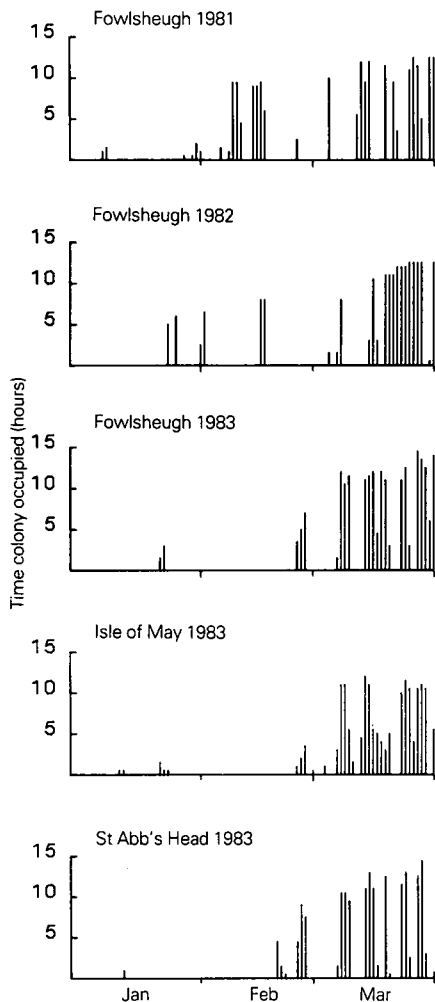 Fowlsheugh 1981
15
10
5
Fowlsheugh 1982
15
10
5
Time colony occupied (hours)
Fowlsheugh 1983
15
10
5
Isle of May 1983
15
10
5
St Abb's Head 1983
15
10
5
Jan Feb Mar